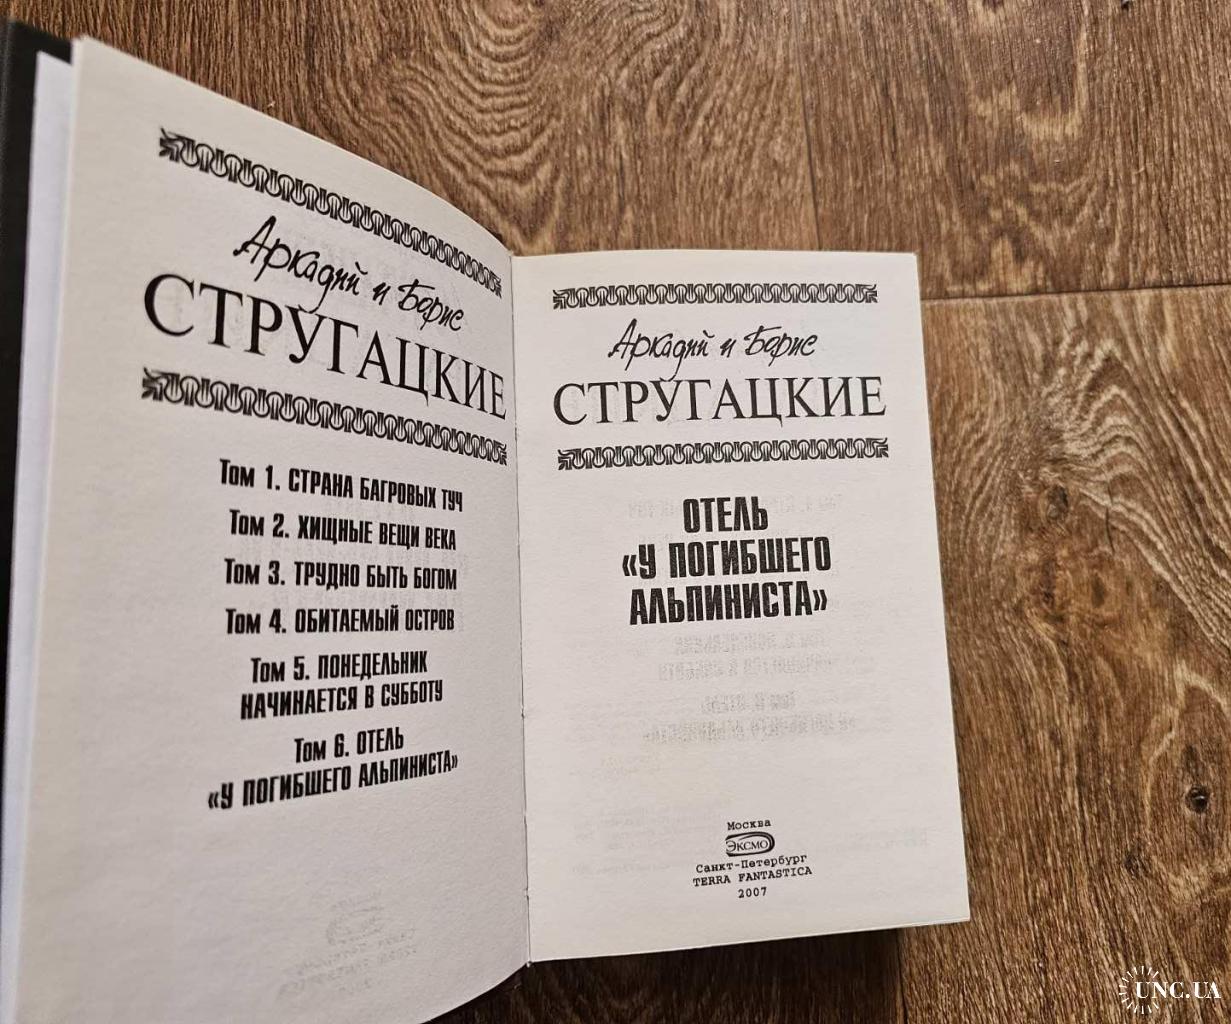 Аркадий и Борис
СТРУГАЦКИЕ
Том 1. СТРАНА БАГРОВЫХ ТУЧ
Том 2. ХИЩНЫЕ ВЕЩИ ВЕКА
Том 3. ТРУДНО БЫТЬ БОГОМ
Том 4. ОБИТАЕМЫЙ ОСТРОВ
Том 5. ПОНЕДЕЛЬНИК
НАЧИНАЕТСЯ В СУББОТУ
Том 6. ОТЕЛЬ
«У ПОГИБШЕГО АЛЬПИНИСТА»
Аркадий и Борис
СТРУГАЦКИЕ
ОТЕЛЬ
«У ПОГИБШЕГО
АЛЬПИНИСТА»
Москва
ЭКСМО
Санкт-Петербург
TERRA FANTASTICA
2007
UNC.UA